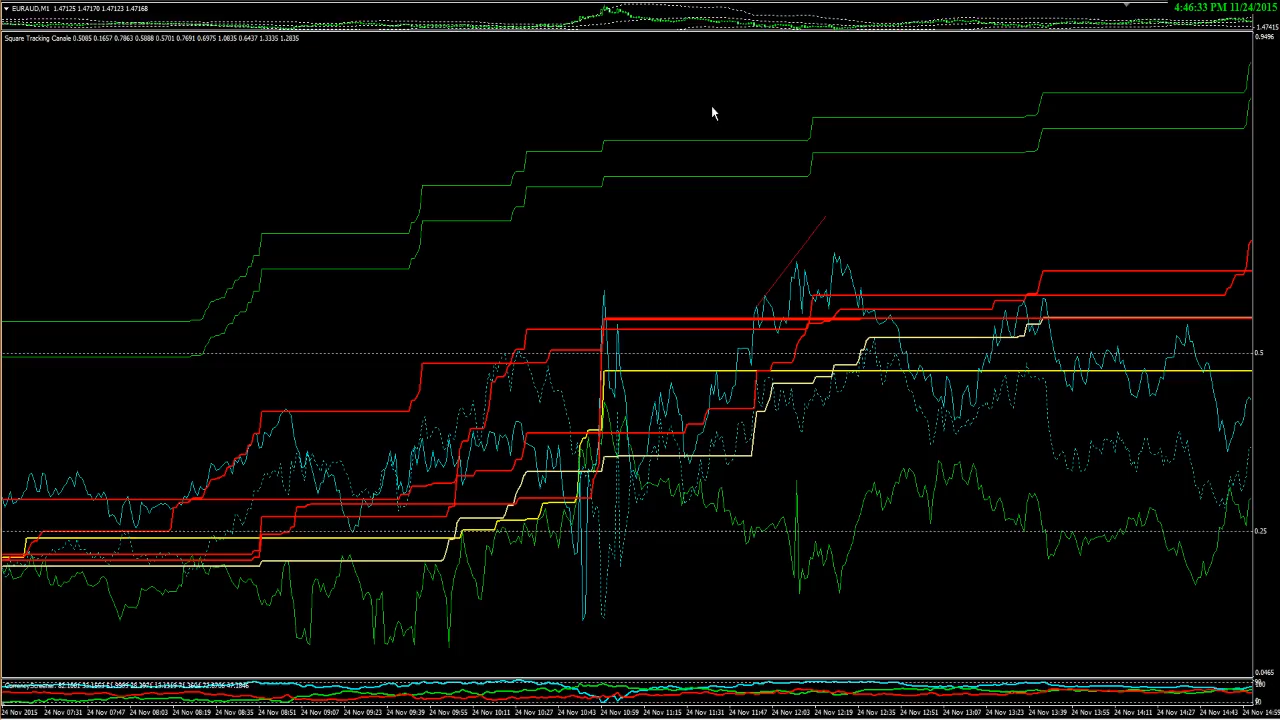 EURAUD,M1 1.47125 1.47170 1.47123 1.47168
4:46:33 PM 11/24/2015
1.47415
Square Tracking Canale 0.5085 0.1657 0.7863 0.5088 0.5701 0.7691 0.6975 1.0835 0.6437 1.3335 1.2835
0.9496
0.5
0.25
0.0465
24 Nov 2015 24 Nov 07:31 24 Nov 07:47 24 Nov 08:03 24 Nov 08:19 24 Nov 08:35 24 Nov 08:51 24 Nov 09:07 24 Nov 09:23 24 Nov 09:39 24 Nov 09:55 24 Nov 10:11 24 Nov 10:27 24 Nov 10:43 24 Nov 10:59 24 Nov 11:15 24 Nov 11:31 24 Nov 11:47 24 Nov 12:03 24 Nov 12:19 24 Nov 12:35 24 Nov 12:51 24 Nov 13:07 24 Nov 13:23 24 Nov 13:39 24 Nov 13:55 24 Nov 14:11 24 Nov 14:27 24 Nov 14:43